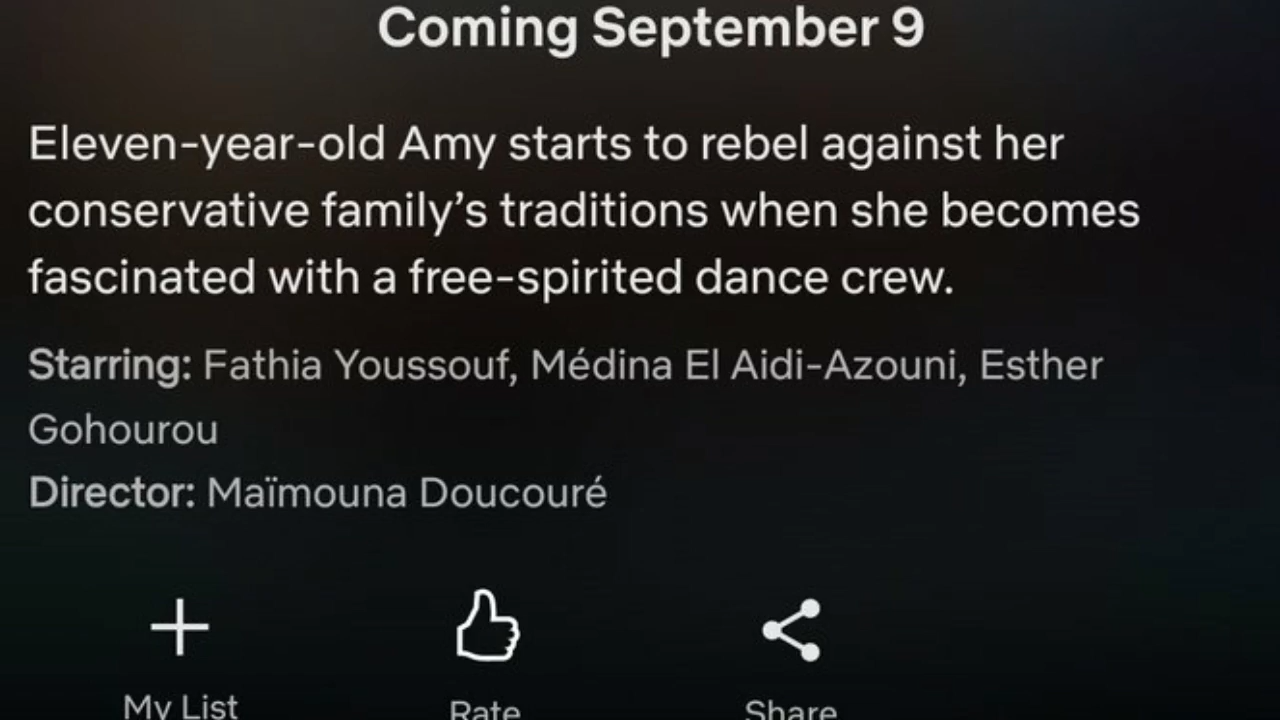 Coming September 9
Eleven-year-old Amy starts to rebel against her
conservative family’s traditions when she becomes
fascinated with a free-spirited dance crew.
Starring: Fathia Youssouf, Médina El Aidi-Azouni, Esther
Gohourou
Director: Maïmouna Doucouré
My List Rate Share